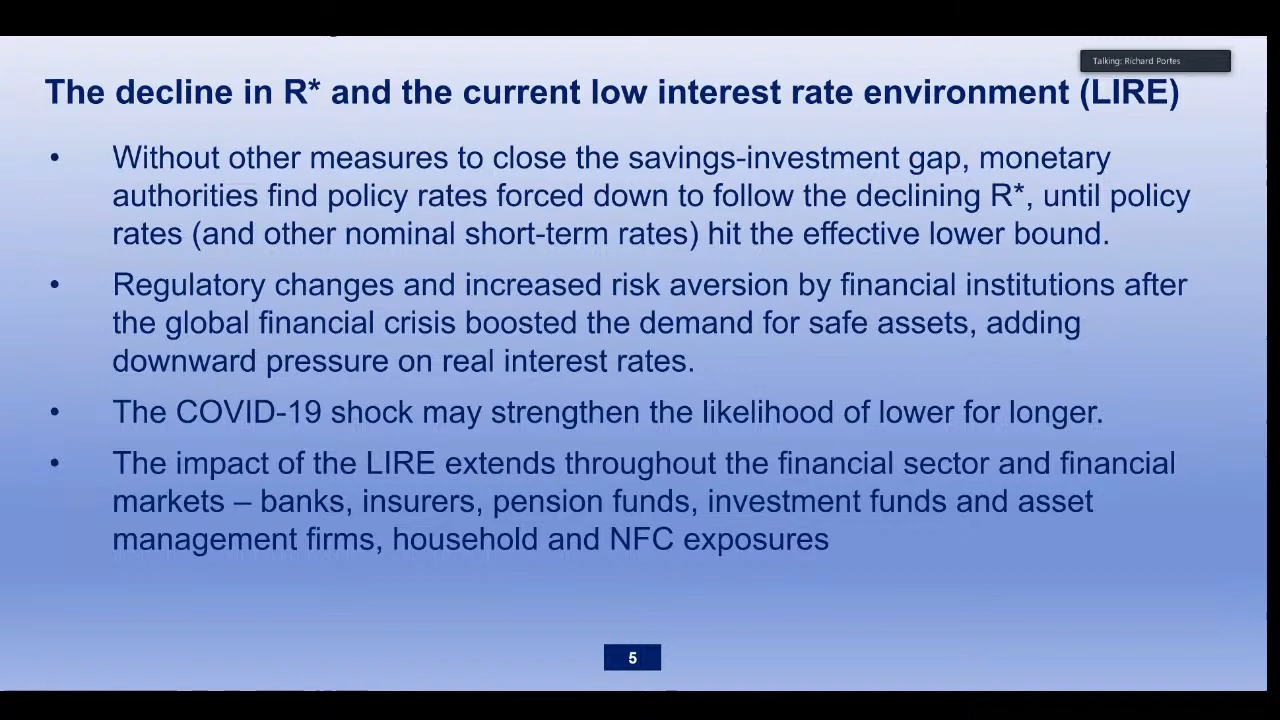 Talking: Richard Portes
The decline in R* and the current low interest rate environment (LIRE)
• Without other measures to close the savings-investment gap, monetary
authorities find policy rates forced down to follow the declining R*, until policy
rates (and other nominal short-term rates) hit the effective lower bound.
• Regulatory changes and increased risk aversion by financial institutions after
the global financial crisis boosted the demand for safe assets, adding
downward pressure on real interest rates.
• The COVID-19 shock may strengthen the likelihood of lower for longer.
• The impact of the LIRE extends throughout the financial sector and financial
markets – banks, insurers, pension funds, investment funds and asset
management firms, household and NFC exposures
5